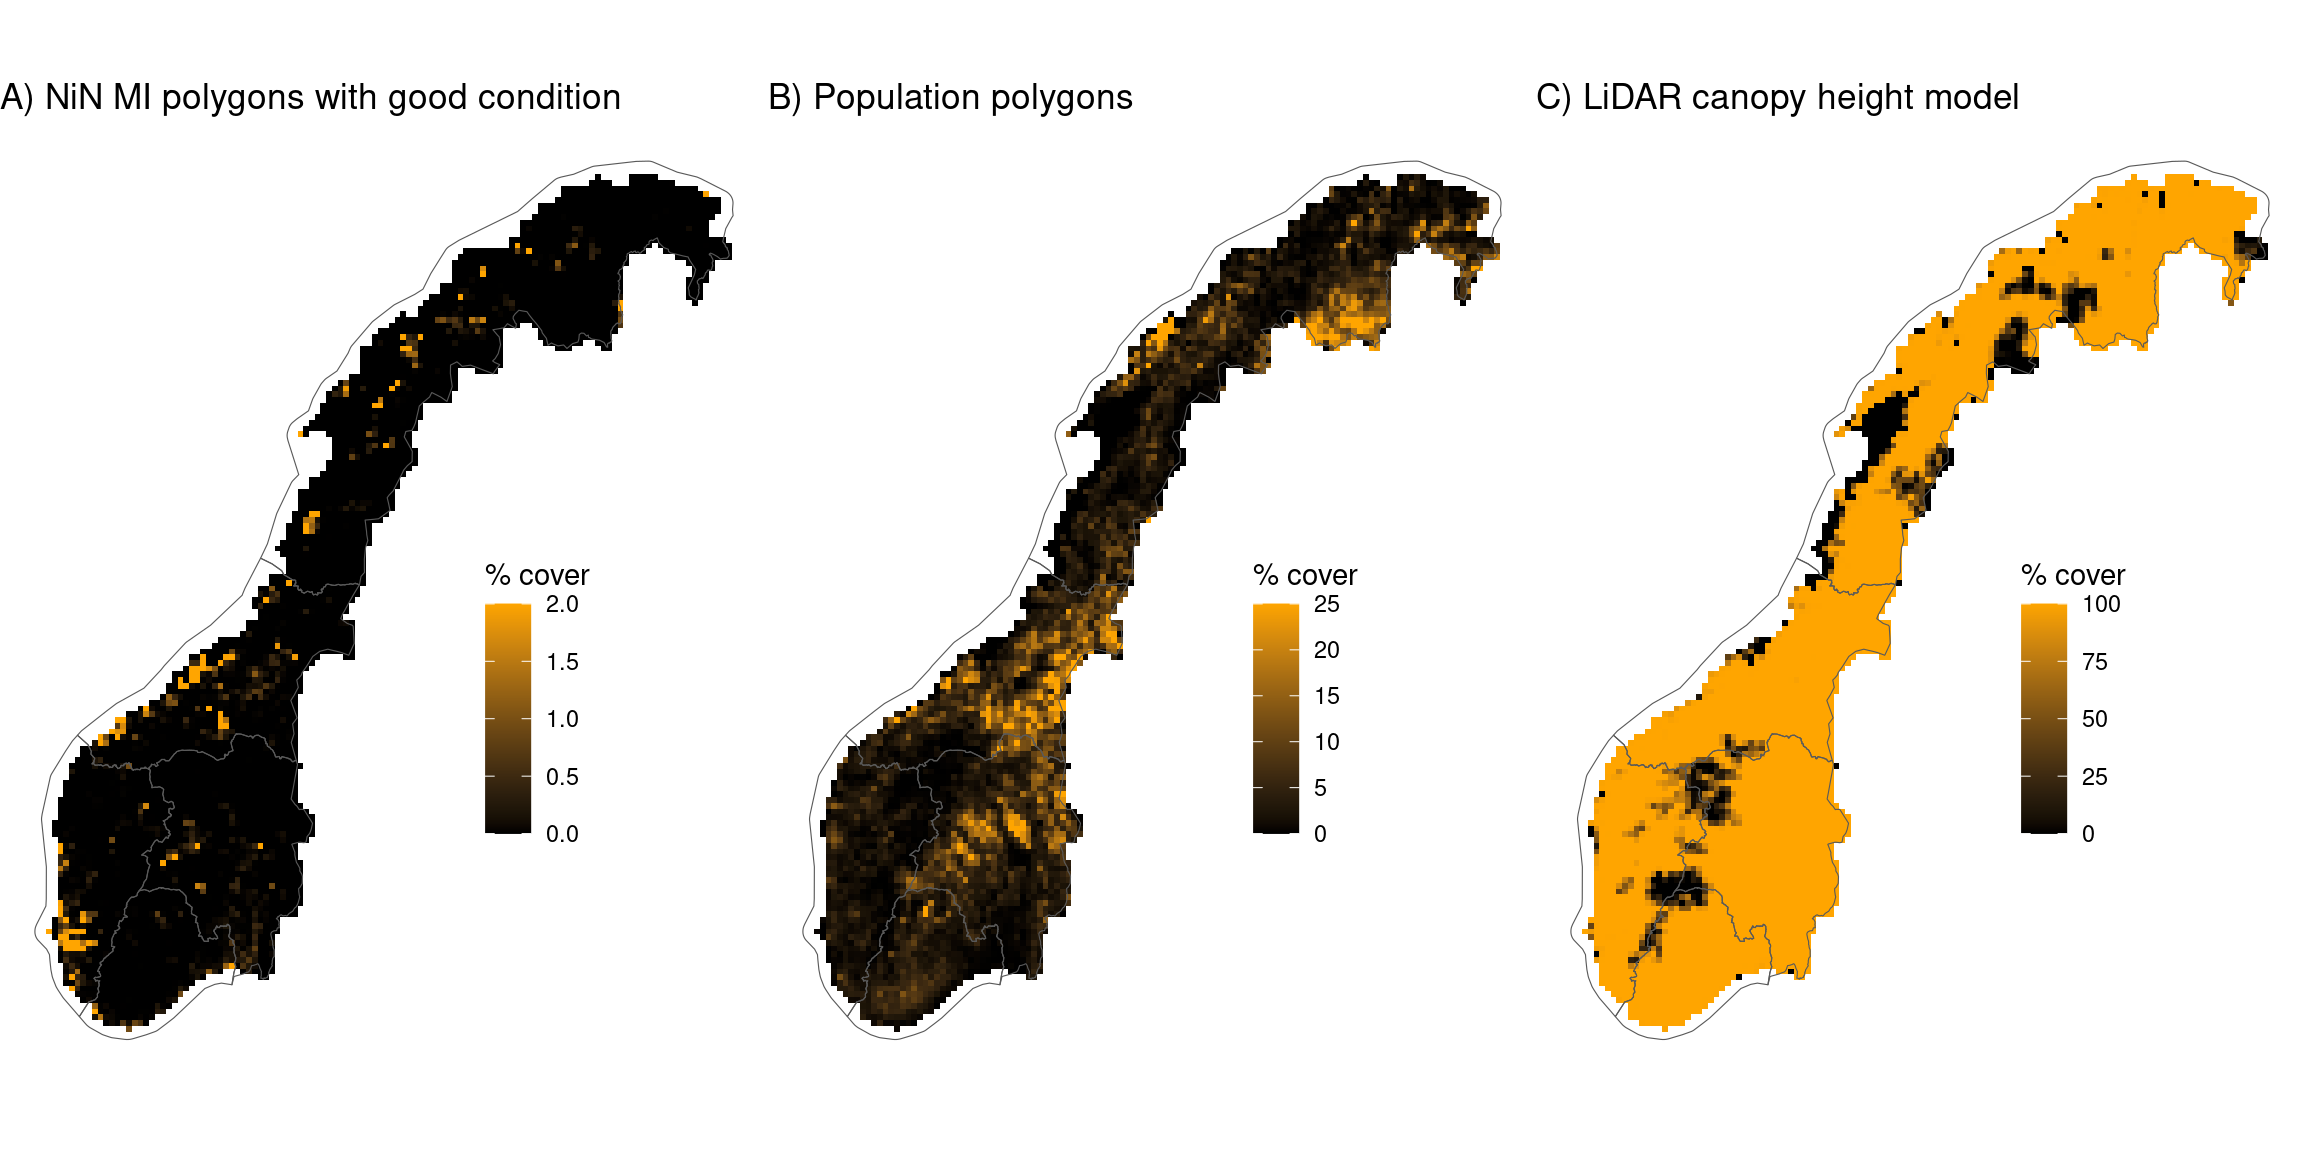 A) NiN MI polygons with good condition
B) Population polygons
C) LiDAR canopy height model
% cover
2.0
1.5
1.0
0.5
0.0
% cover
25
20
15
10
5
0
% cover
100
75
50
25
0